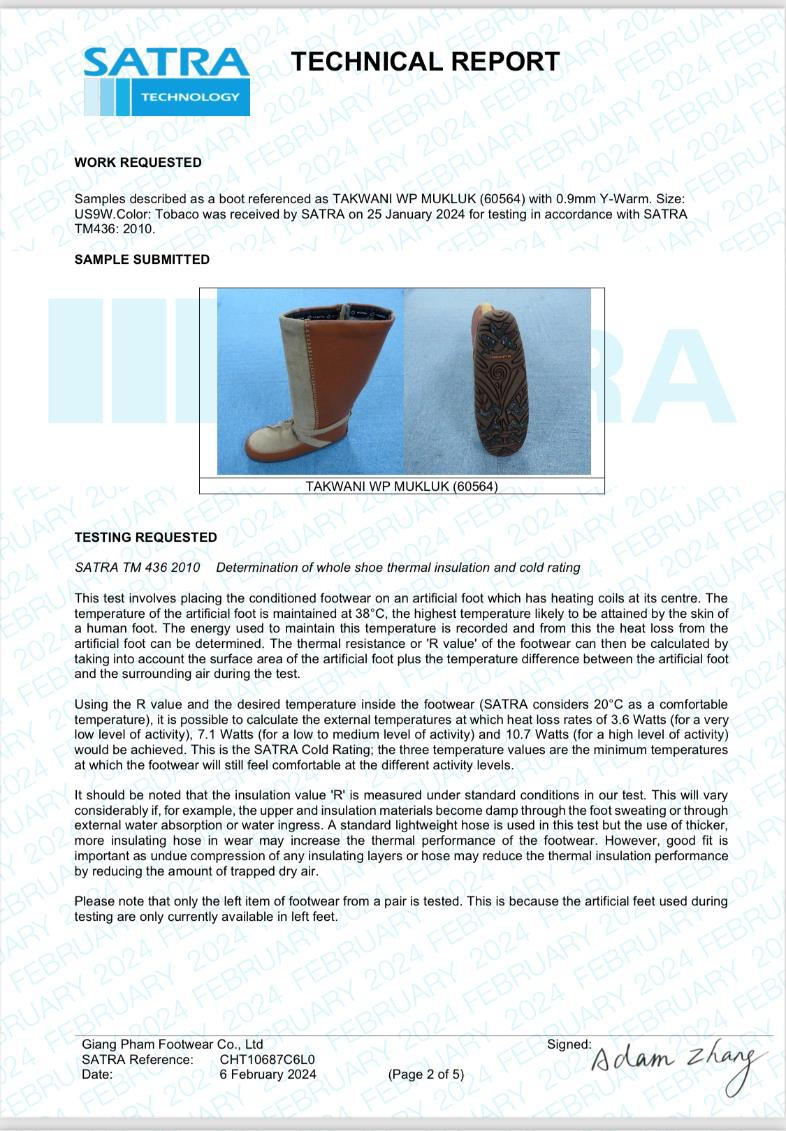 SATRA
TECHNOLOGY
TECHNICAL REPORT
WORK REQUESTED
Samples described as a boot referenced as TAKWANI WP MUKLUK (60564) with 0.9mm Y-Warm. Size:
US9W.Color: Tobaco was received by SATRA on 25 January 2024 for testing in accordance with SATRA
TM436: 2010.
SAMPLE SUBMITTED
TAKWANI WP MUKLUK (60564)
TESTING REQUESTED
SATRA TM 436 2010 Determination of whole shoe thermal insulation and cold rating
This test involves placing the conditioned footwear on an artificial foot which has heating coils at its centre. The
temperature of the artificial foot is maintained at 38°C, the highest temperature likely to be attained by the skin of
a human foot. The energy used to maintain this temperature is recorded and from this the heat loss from the
artificial foot can be determined. The thermal resistance or 'R value' of the footwear can then be calculated by
taking into account the surface area of the artificial foot plus the temperature difference between the artificial foot
and the surrounding air during the test.
Using the R value and the desired temperature inside the footwear (SATRA considers 20°C as a comfortable
temperature), it is possible to calculate the external temperatures at which heat loss rates of 3.6 Watts (for a very
low level of activity), 7.1 Watts (for a low to medium level of activity) and 10.7 Watts (for a high level of activity)
would be achieved. This is the SATRA Cold Rating; the three temperature values are the minimum temperatures
at which the footwear will still feel comfortable at the different activity levels.
It should be noted that the insulation value 'R' is measured under standard conditions in our test. This will vary
considerably if, for example, the upper and insulation materials become damp through the foot sweating or through
external water absorption or water ingress. A standard lightweight hose is used in this test but the use of thicker,
more insulating hose in wear may increase the thermal performance of the footwear. However, good fit is
important as undue compression of any insulating layers or hose may reduce the thermal insulation performance
by reducing the amount of trapped dry air.
Please note that only the left item of footwear from a pair is tested. This is because the artificial feet used during
testing are only currently available in left feet.
Giang Pham Footwear Co., Ltd
SATRA Reference: CHT10687C6L0
Date: 6 February 2024
(Page 2 of 5)
Signed: Adam Zhang